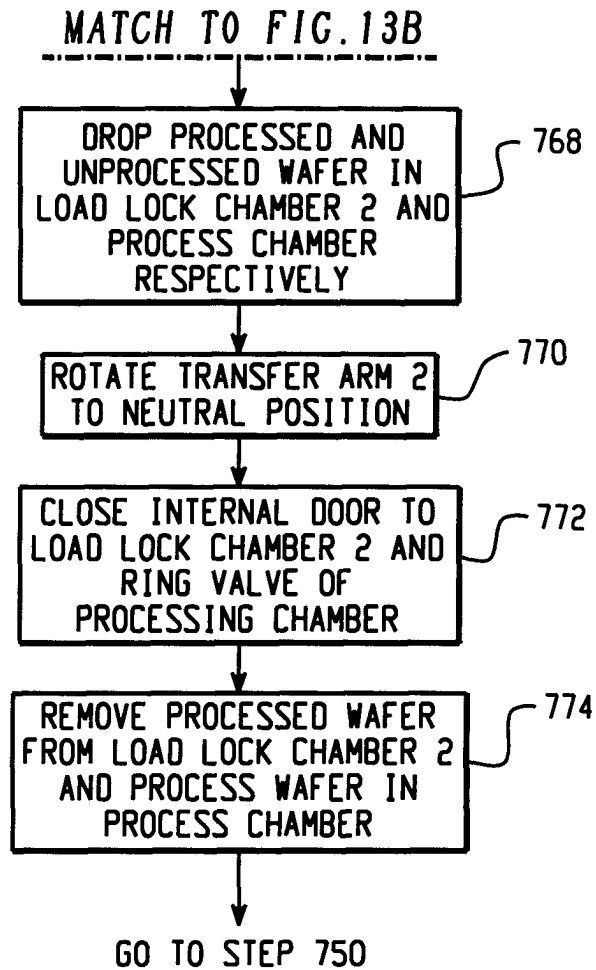 MATCH TO FIG.13B
DROP PROCESSED AND
UNPROCESSED WAFER IN
LOAD LOCK CHAMBER 2 AND
PROCESS CHAMBER
RESPECTIVELY
768
ROTATE TRANSFER ARM 2
TO NEUTRAL POSITION
770
CLOSE INTERNAL DOOR TO
LOAD LOCK CHAMBER 2 AND
RING VALVE OF
PROCESSING CHAMBER
772
REMOVE PROCESSED WAFER
FROM LOAD LOCK CHAMBER 2
AND PROCESS WAFER IN
PROCESS CHAMBER
774
GO TO STEP 750